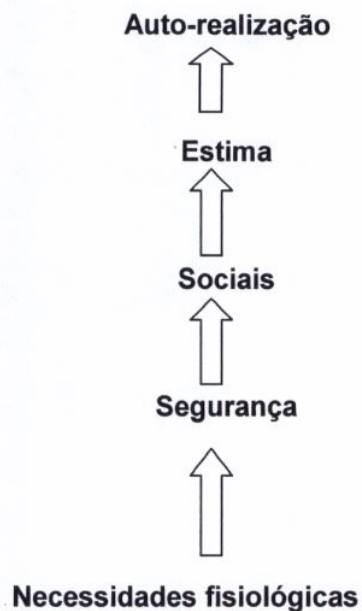 Auto-realização
Estima
Sociais
Segurança
Necessidades fisiológicas